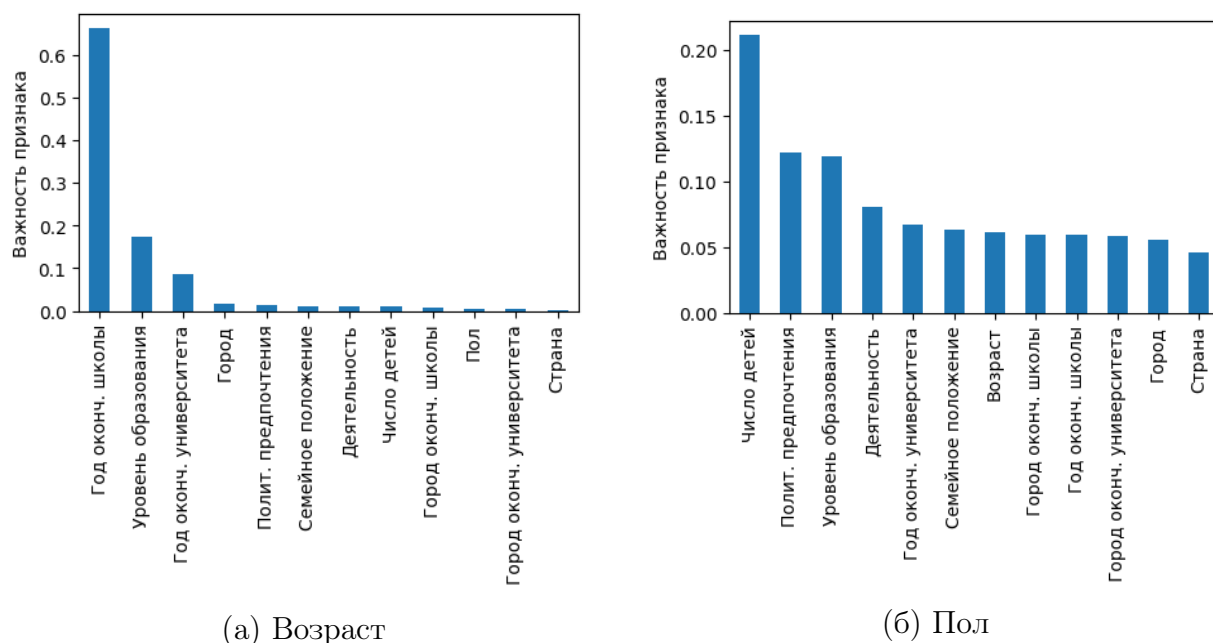 Важность признака
0.6
0.5
0.4
0.3
0.2
0.1
0.0
Год оконч. школы
Уровень образования
Год оконч. университета
Город
Полит. предпочтения
Семейное положение
Деятельность
Число детей
Город оконч. школы
Пол
Город оконч. университета
Страна
(а) Возраст
Важность признака
0.20
0.15
0.10
0.05
0.00
Число детей
Полит. предпочтения
Уровень образования
Деятельность
Год оконч. университета
Семейное положение
Возраст
Город оконч. школы
Год оконч. школы
Город оконч. университета
Город
Страна
(б) Пол